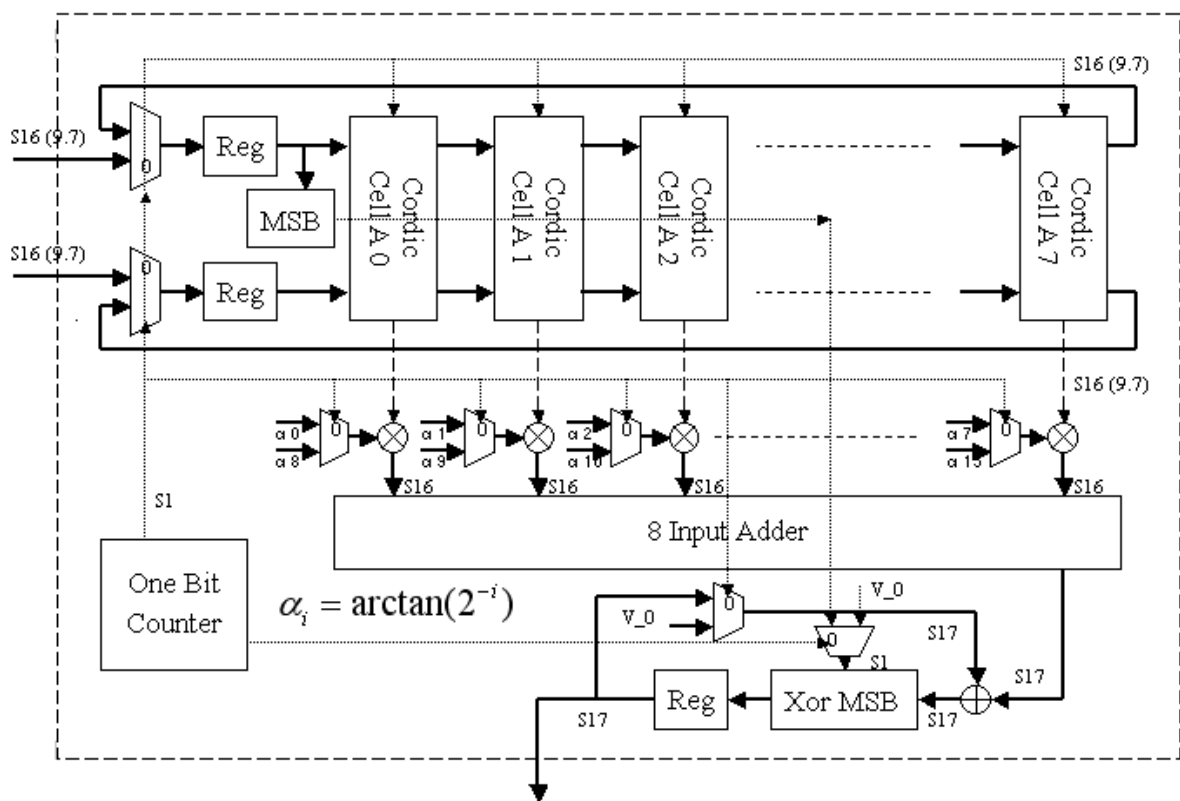 S16 (9.7)
S16 (9.7)
0
Reg
MSB
Cordic Cell A 0
Cordic Cell A 1
Cordic Cell A 2
Cordic Cell A 7
S16 (9.7)
0
Reg
S16 (9.7)
α 0
α 8
0
α 1
α 9
0
α 2
α 10
0
α 7
α 15
0
S1
S16
S16
S16
S16
8 Input Adder
One Bit
Counter
αᵢ = arctan(2⁻ⁱ)
0
V_0
V_0
0
S17
S1
S17
Reg
Xor MSB
S17
S17